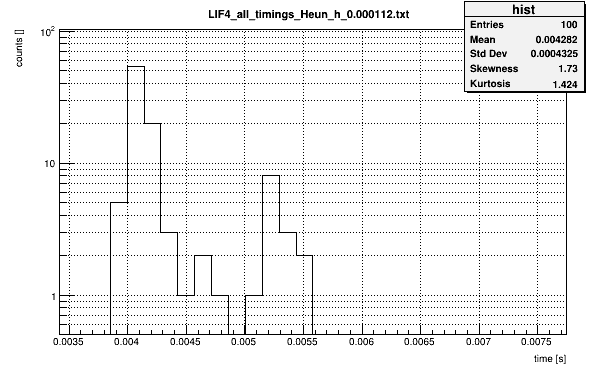 LIF4_all_timings_Heun_h_0.000112.txt
hist
Entries 100
Mean 0.004282
Std Dev 0.0004325
Skewness 1.73
Kurtosis 1.424
counts []
10²
10
1
0.0035 0.004 0.0045 0.005 0.0055 0.006 0.0065 0.007 0.0075
time [s]